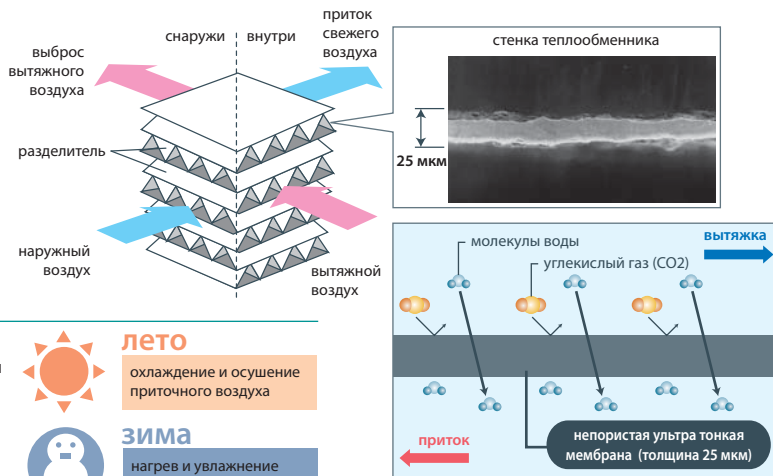 приток
свежего
воздуха
снаружи
внутри
выброс
вытяжного
воздуха
стенка теплообменника
25 мкм
разделитель
наружный
воздух
вытяжной
воздух
молекулы воды
вытяжка
углекислый газ (CO2)
лето
охлаждение и осушение
приточного воздуха
зима
нагрев и увлажнение
приток
непористая ультра тонкая
мембрана (толщина 25 мкм)